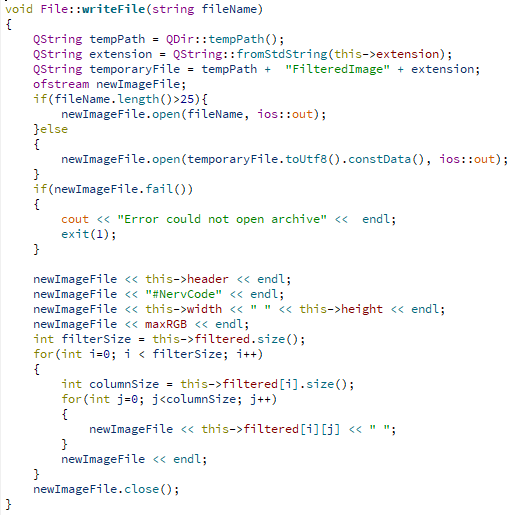 void File::writeFile(string fileName)
{
    QString tempPath = QDir::tempPath();
    QString extension = QString::fromStdString(this->extension);
    QString temporaryFile = tempPath +  "FilteredImage" + extension;
    ofstream newImageFile;
    if(fileName.length()>25){
        newImageFile.open(fileName, ios::out);
    }else
    {
        newImageFile.open(temporaryFile.toUtf8().constData(), ios::out);
    }
    if(newImageFile.fail())
    {
        cout << "Error could not open archive" <<  endl;
        exit(1);
    }

    newImageFile << this->header << endl;
    newImageFile << "#NervCode" << endl;
    newImageFile << this->width << " " << this->height << endl;
    newImageFile << maxRGB << endl;
    int filterSize = this->filtered.size();
    for(int i=0; i < filterSize; i++)
    {
        int columnSize = this->filtered[i].size();
        for(int j=0; j<columnSize; j++)
        {
            newImageFile << this->filtered[i][j] << " ";
        }
        newImageFile << endl;
    }
    newImageFile.close();
}